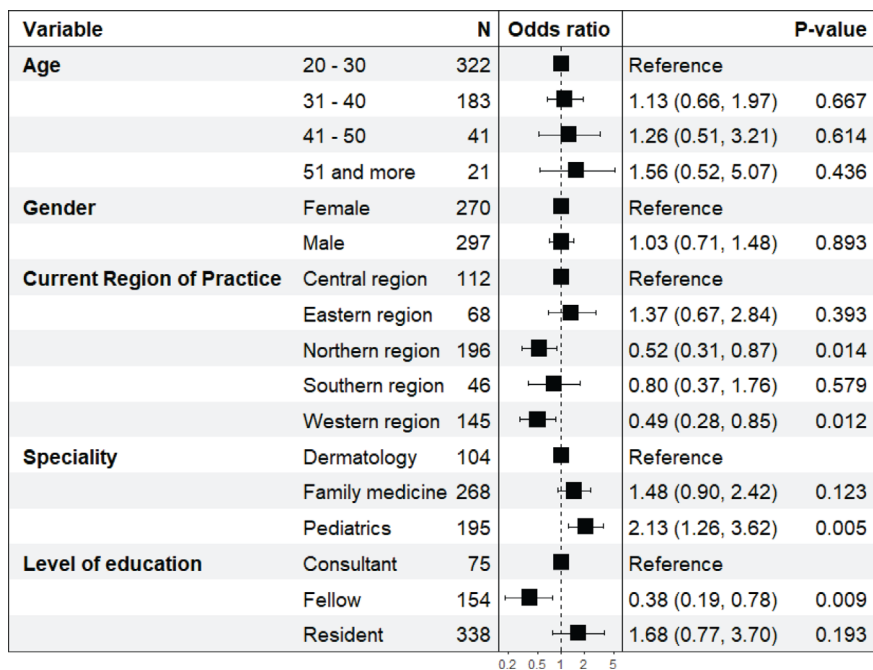 Variable N Odds ratio P-value
Age 20 - 30 322 Reference
31 - 40 183 1.13 (0.66, 1.97) 0.667
41 - 50 41 1.26 (0.51, 3.21) 0.614
51 and more 21 1.56 (0.52, 5.07) 0.436
Gender Female 270 Reference
Male 297 1.03 (0.71, 1.48) 0.893
Current Region of Practice Central region 112 Reference
Eastern region 68 1.37 (0.67, 2.84) 0.393
Northern region 196 0.52 (0.31, 0.87) 0.014
Southern region 46 0.80 (0.37, 1.76) 0.579
Western region 145 0.49 (0.28, 0.85) 0.012
Speciality Dermatology 104 Reference
Family medicine 268 1.48 (0.90, 2.42) 0.123
Pediatrics 195 2.13 (1.26, 3.62) 0.005
Level of education Consultant 75 Reference
Fellow 154 0.38 (0.19, 0.78) 0.009
Resident 338 1.68 (0.77, 3.70) 0.193
0.2 0.5 1 2 5